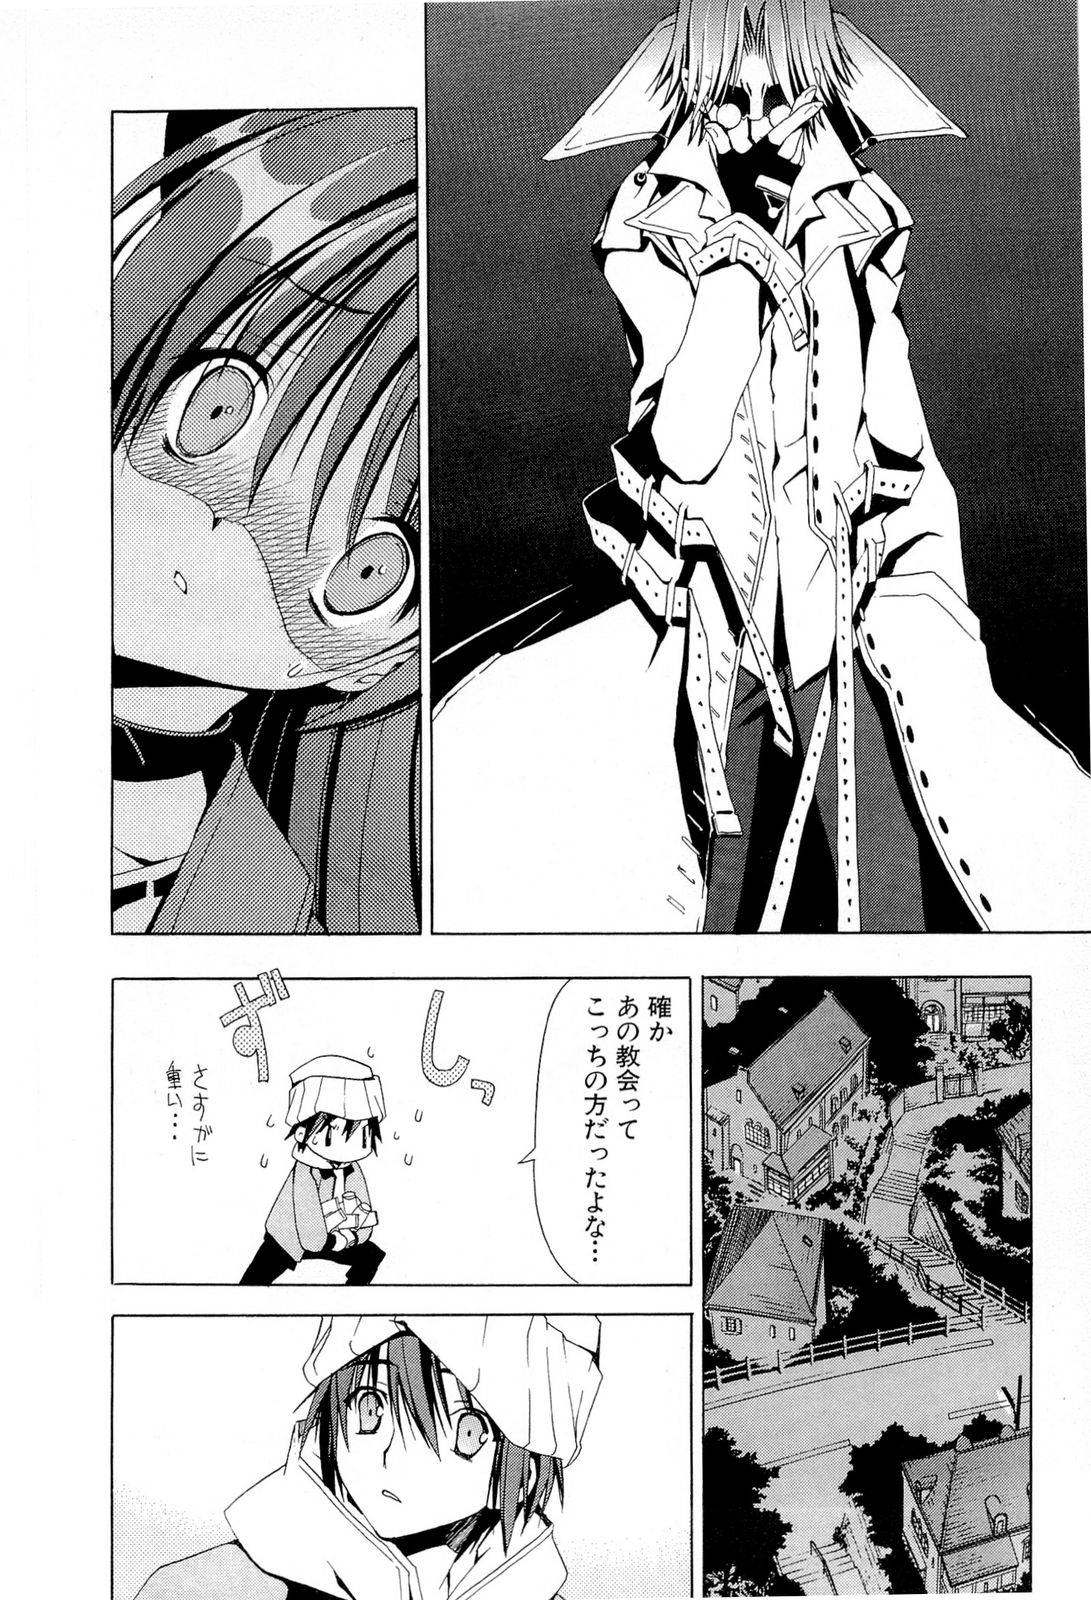 確か
あの教会って
こっちの方だったよな…
ずしっ
さすがに
重い…